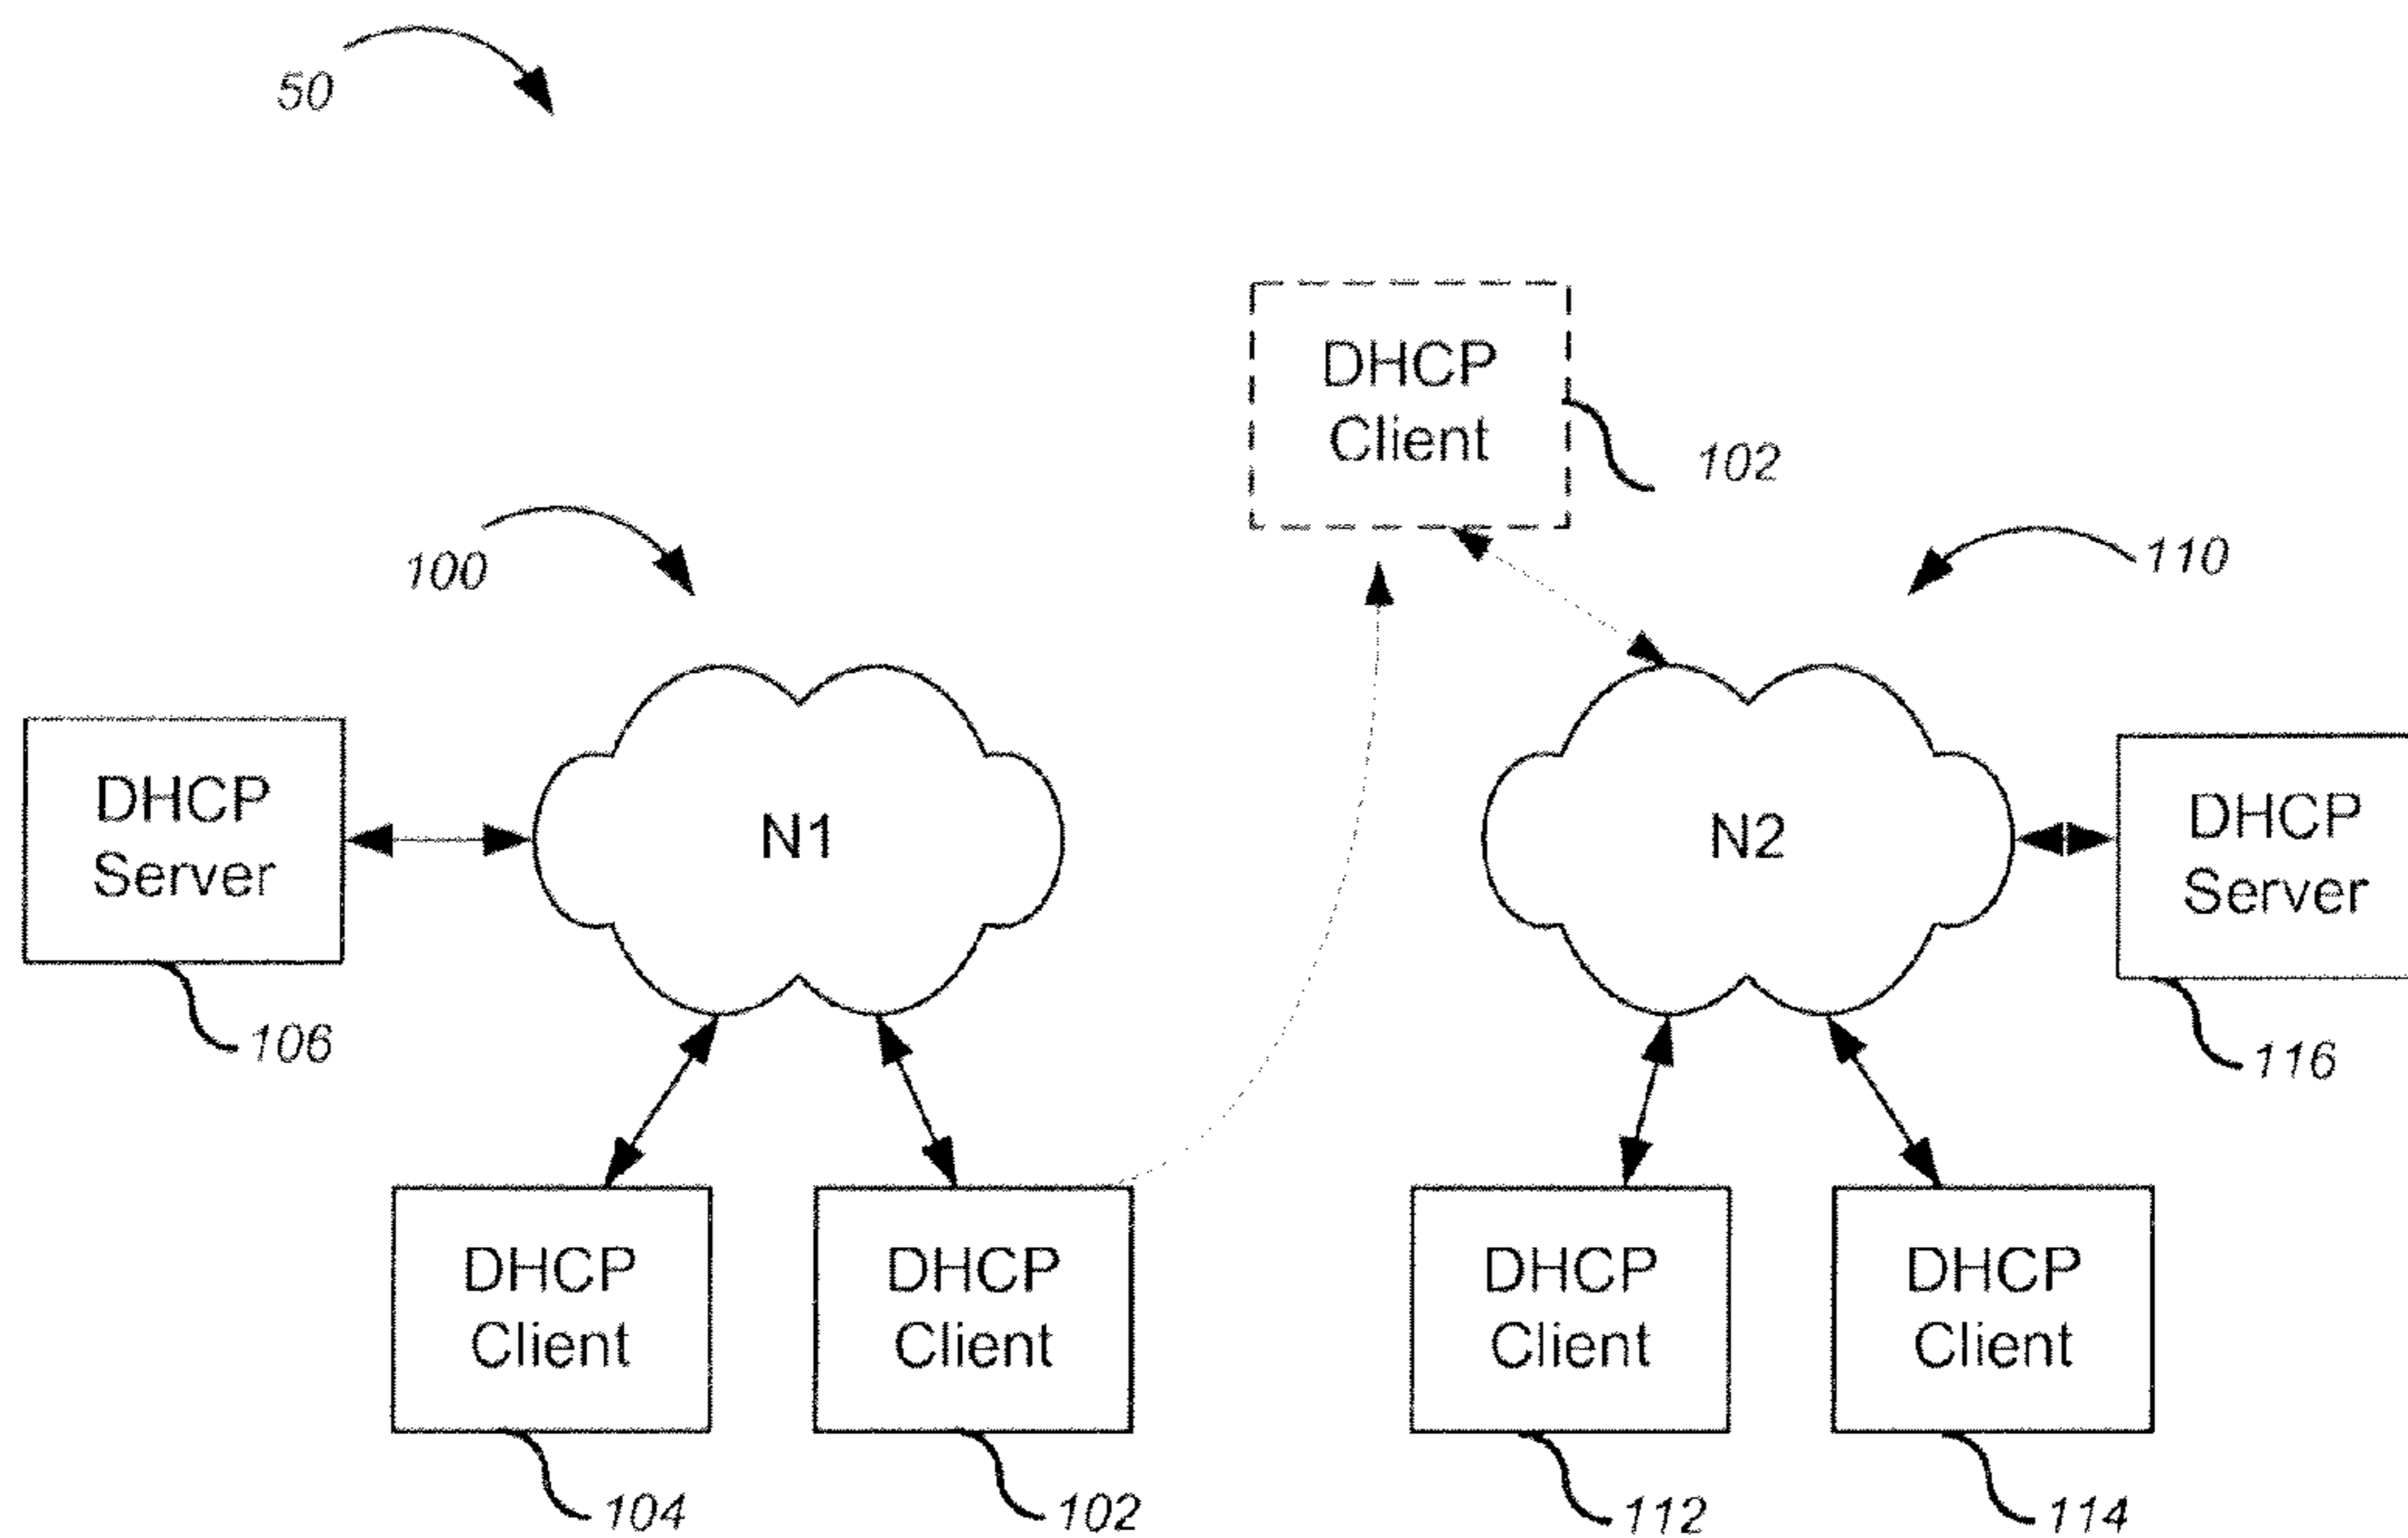 50
DHCP
Client
102
100
110
DHCP
Server
106
N1
N2
DHCP
Server
116
DHCP
Client
104
DHCP
Client
102
DHCP
Client
112
DHCP
Client
114